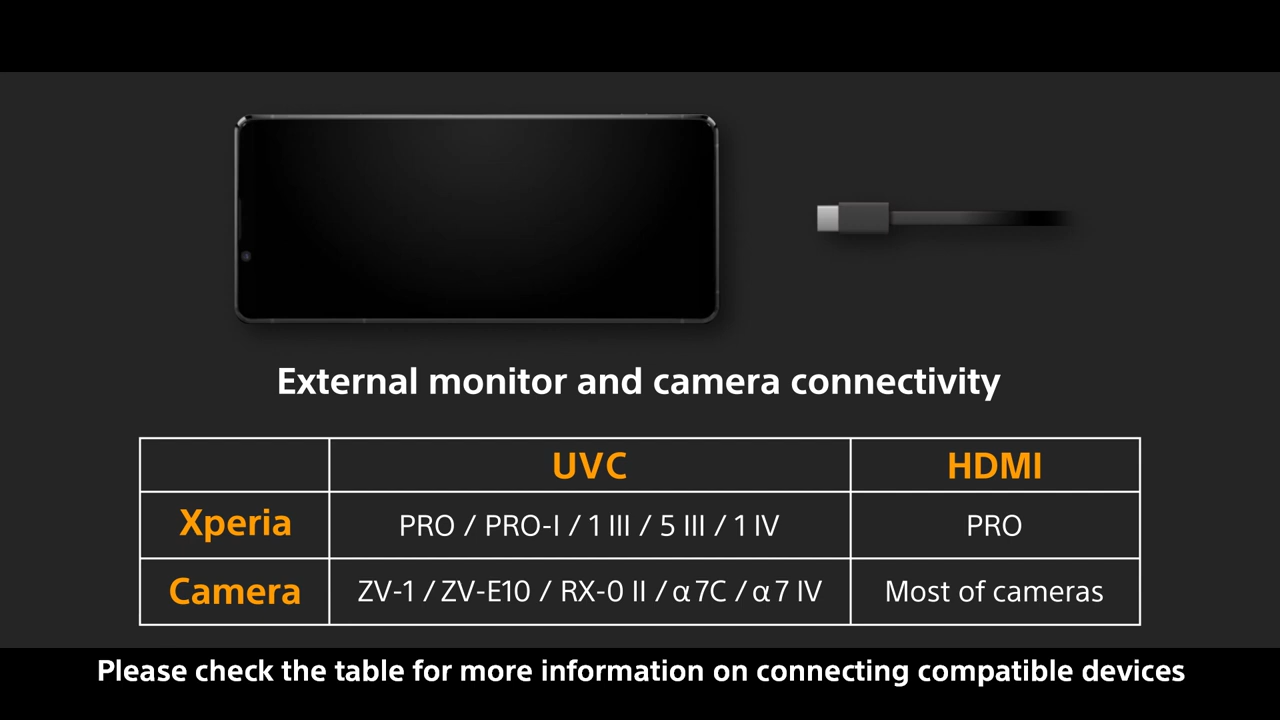 External monitor and camera connectivity
UVC HDMI
Xperia PRO / PRO-I / 1 III / 5 III / 1 IV PRO
Camera ZV-1 / ZV-E10 / RX-0 II / α7C / α7 IV Most of cameras
Please check the table for more information on connecting compatible devices